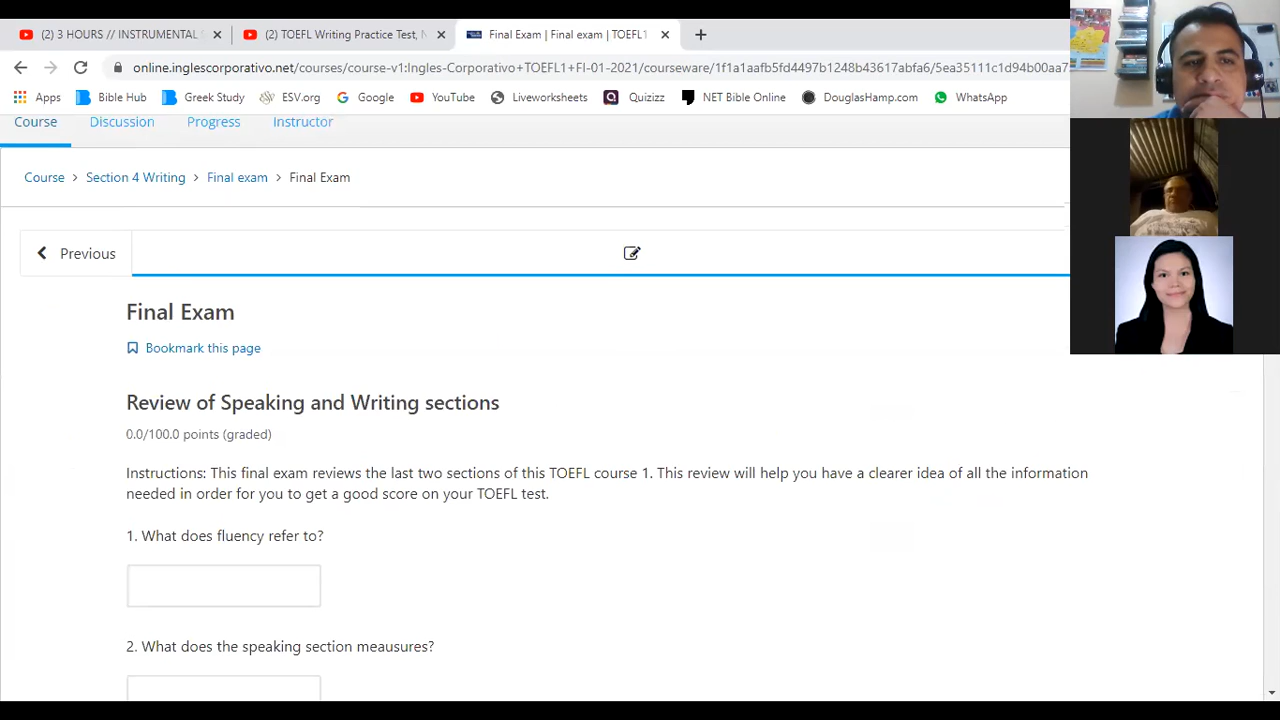 (2) 3 HOURS // INSTRUMENTAL
(2) TOEFL Writing Practice Test,
Final Exam | Final exam | TOEFL1
online.inglescorporativo.net/courses/course-v1:Ingles-Corporativo+TOEFL1+FI-01-2021/courseware/1f1a1aafb5fd4497812485
Apps
Bible Hub
Greek Study
ESV.org
Google
YouTube
Liveworksheets
Quizizz
NET Bible Online
DouglasHamp.com
WhatsApp
Course
Discussion
Progress
Instructor
Course > Section 4 Writing > Final exam > Final Exam
Previous
Final Exam
Bookmark this page
Review of Speaking and Writing sections
0.0/100.0 points (graded)
Instructions: This final exam reviews the last two sections of this TOEFL course 1. This review will help you have a clearer idea of all the information
needed in order for you to get a good score on your TOEFL test.
1. What does fluency refer to?
2. What does the speaking section meausures?